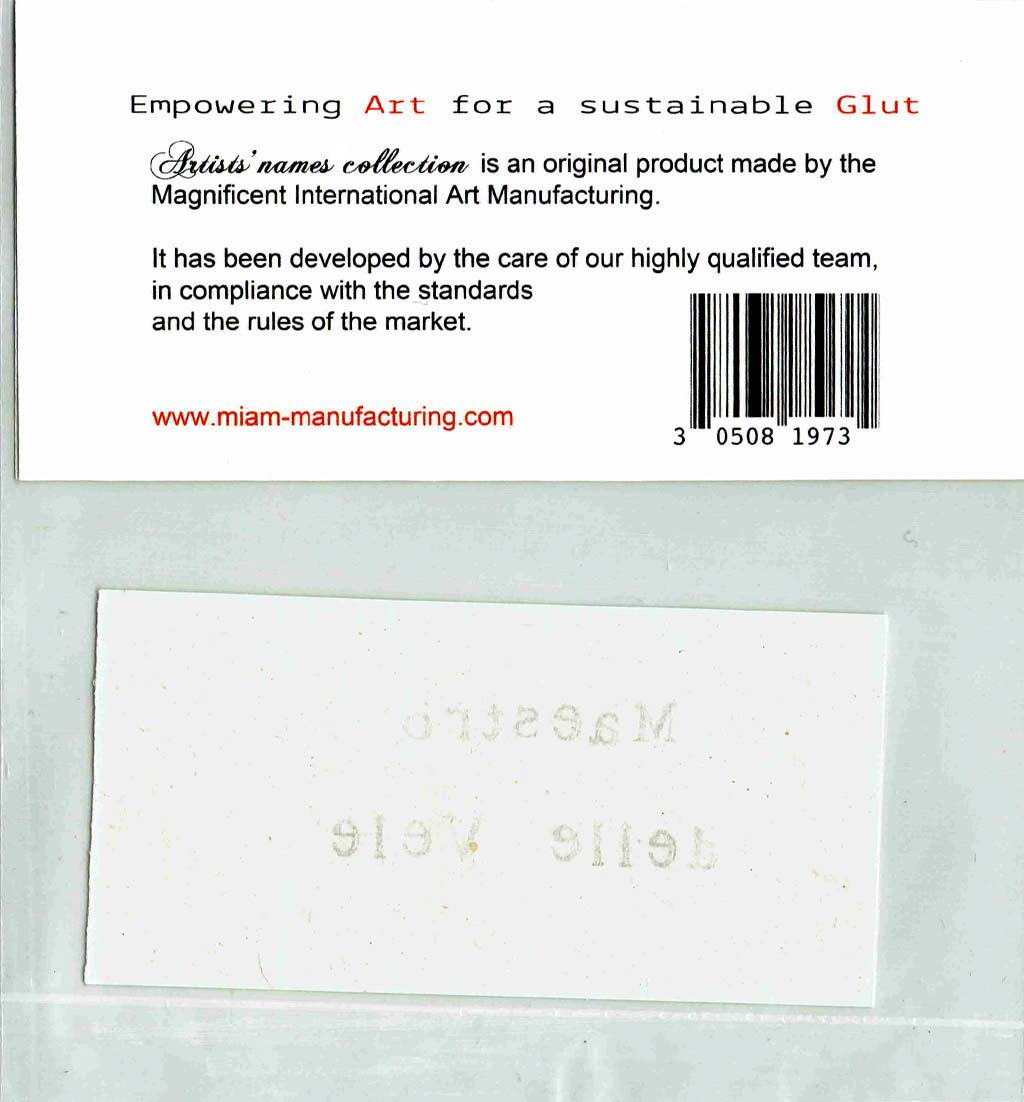 Empowering Art for a sustainable Glut
Artists' names collection is an original product made by the
Magnificent International Art Manufacturing.
It has been developed by the care of our highly qualified team,
in compliance with the standards
and the rules of the market.
www.miam-manufacturing.com
3 0508 1973
Maestro
delle Vele